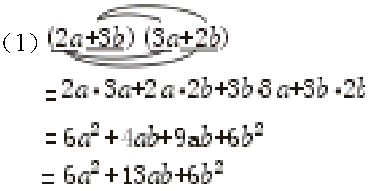 (1) (2a+3b) (3a+2b)
=2a·3a+2a·2b+3b·3a+3b·2b
=6a²+4ab+9ab+6b²
=6a²+13ab+6b²